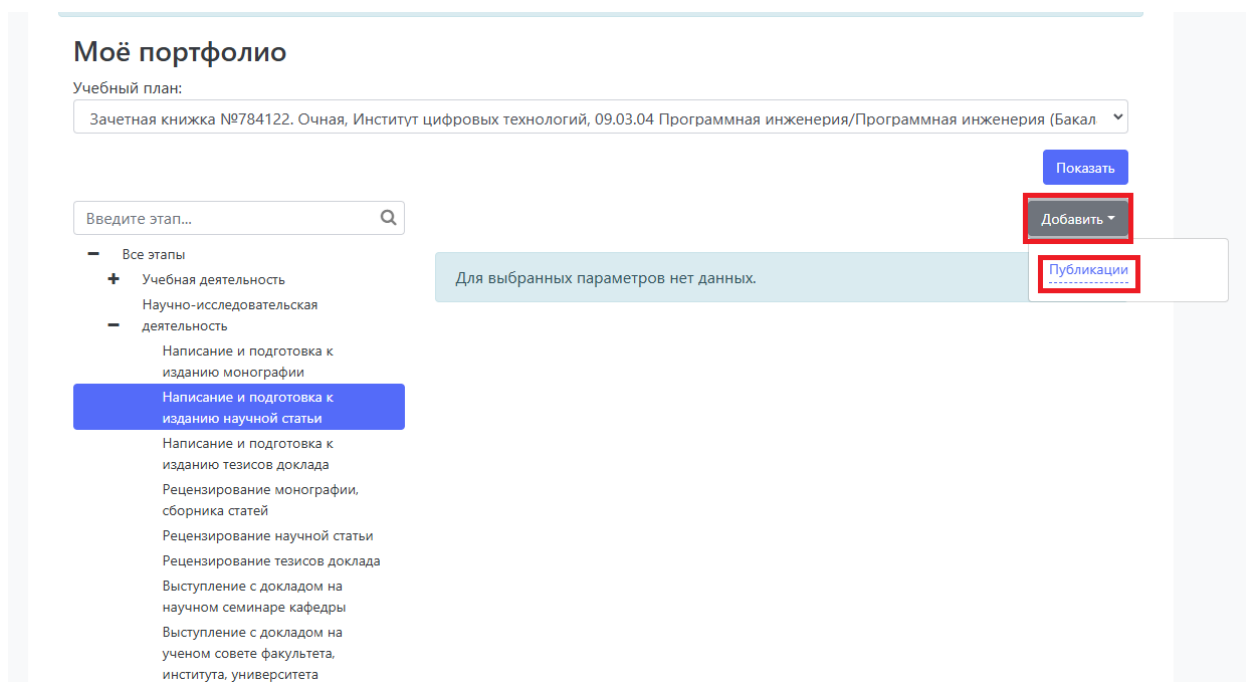 Моё портфолио
Учебный план:
Зачетная книжка №784122. Очная, Институт цифровых технологий, 09.03.04 Программная инженерия/Программная инженерия (Бакал
Показать
Введите этап...
Добавить
Публикации
Все этапы
Учебная деятельность
Для выбранных параметров нет данных.
Научно-исследовательская
деятельность
Написание и подготовка к
изданию монографии
Написание и подготовка к
изданию научной статьи
Написание и подготовка к
изданию тезисов доклада
Рецензирование монографии,
сборника статей
Рецензирование научной статьи
Рецензирование тезисов доклада
Выступление с докладом на
научном семинаре кафедры
Выступление с докладом на
ученом совете факультета,
института, университета